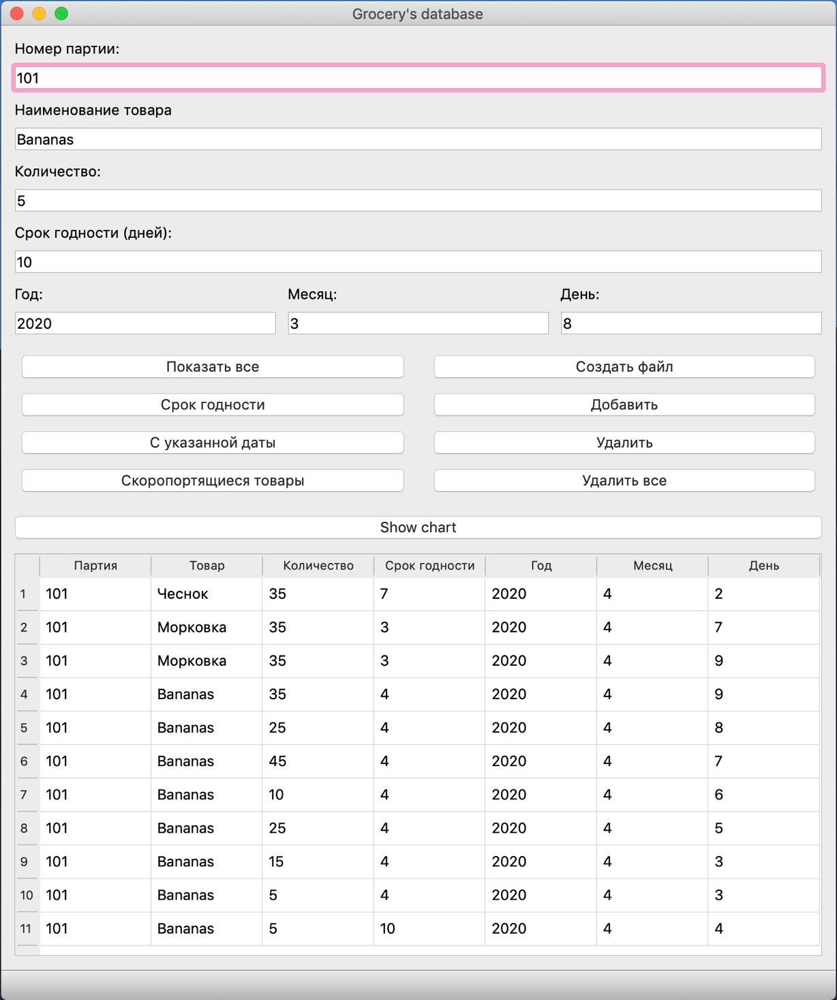 Grocery's database
Номер партии:
101
Наименование товара
Bananas
Количество:
5
Срок годности (дней):
10
Год: Месяц: День:
2020 3 8
Показать все Создать файл
Срок годности Добавить
С указанной даты Удалить
Скоропортящиеся товары Удалить все
Show chart
Партия Товар Количество Срок годности Год Месяц День
1 101 Чеснок 35 7 2020 4 2
2 101 Морковка 35 3 2020 4 7
3 101 Морковка 35 3 2020 4 9
4 101 Bananas 35 4 2020 4 9
5 101 Bananas 25 4 2020 4 8
6 101 Bananas 45 4 2020 4 7
7 101 Bananas 10 4 2020 4 6
8 101 Bananas 25 4 2020 4 5
9 101 Bananas 15 4 2020 4 3
10 101 Bananas 5 4 2020 4 3
11 101 Bananas 5 10 2020 4 4